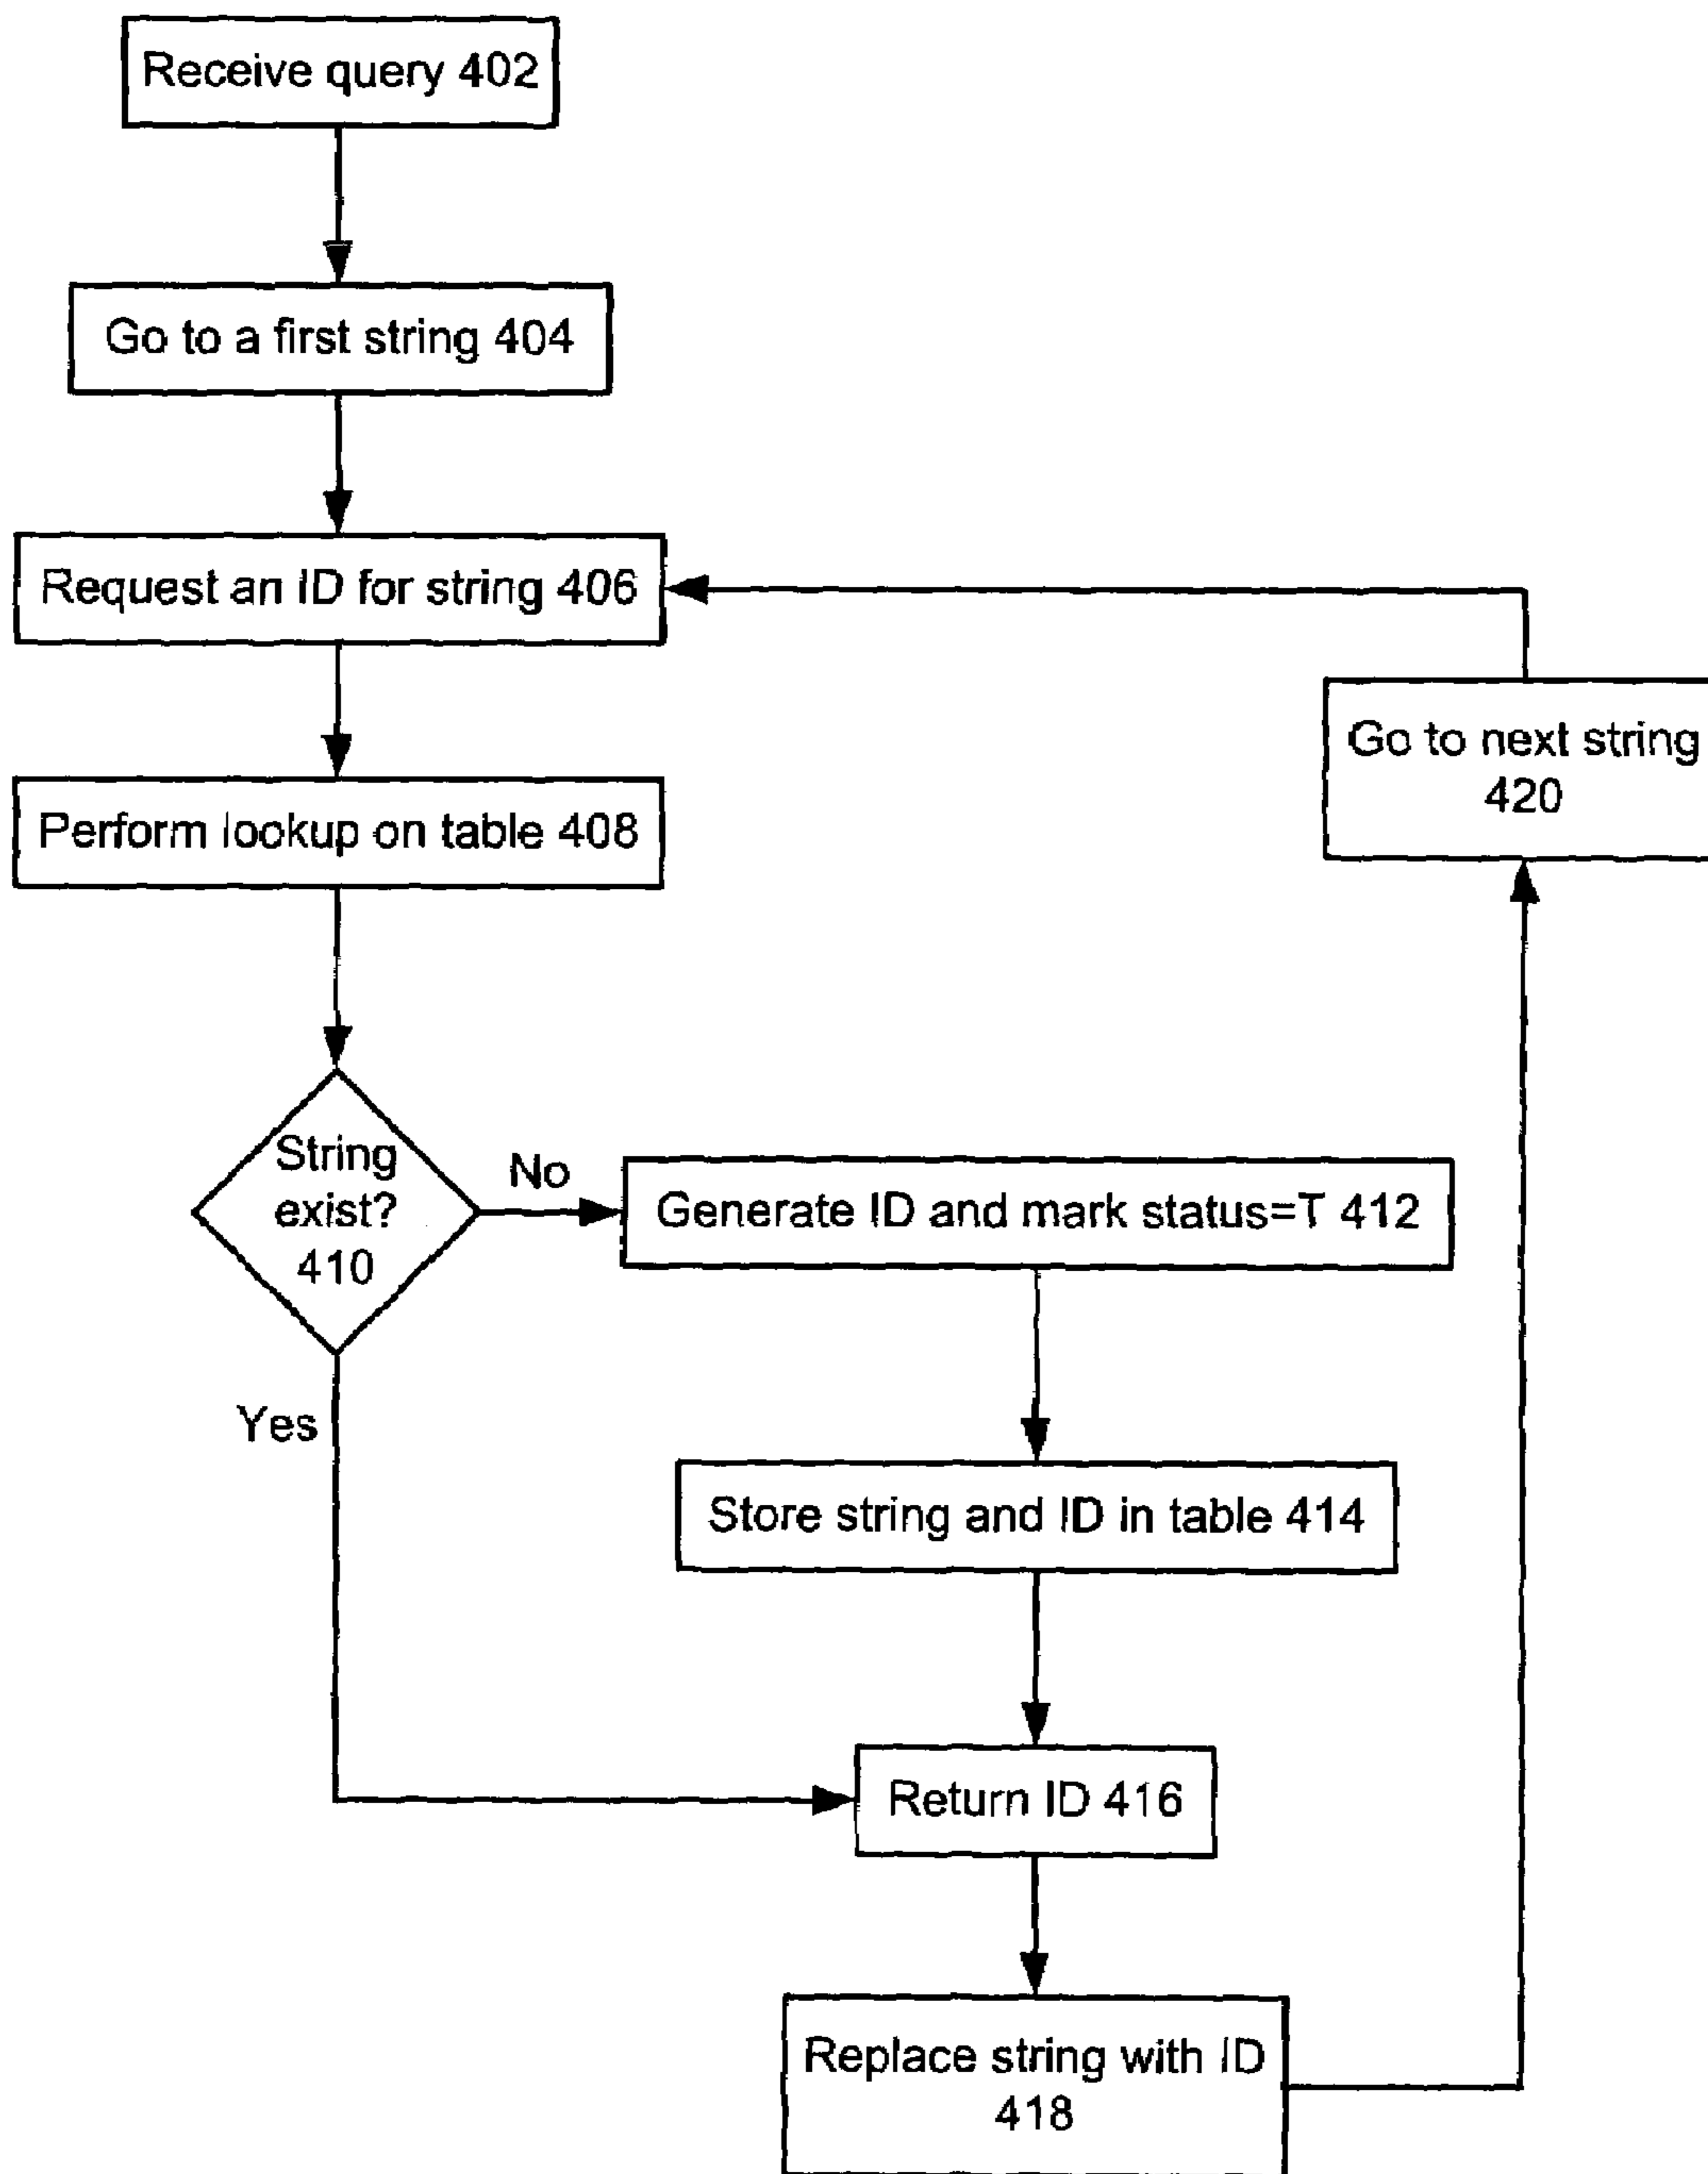 Receive query 402
Go to a first string 404
Request an ID for string 406
Go to next string
420
Perform lookup on table 408
String
exist?
410
No
Generate ID and mark status=T 412
Yes
Store string and ID in table 414
Return ID 416
Replace string with ID
418